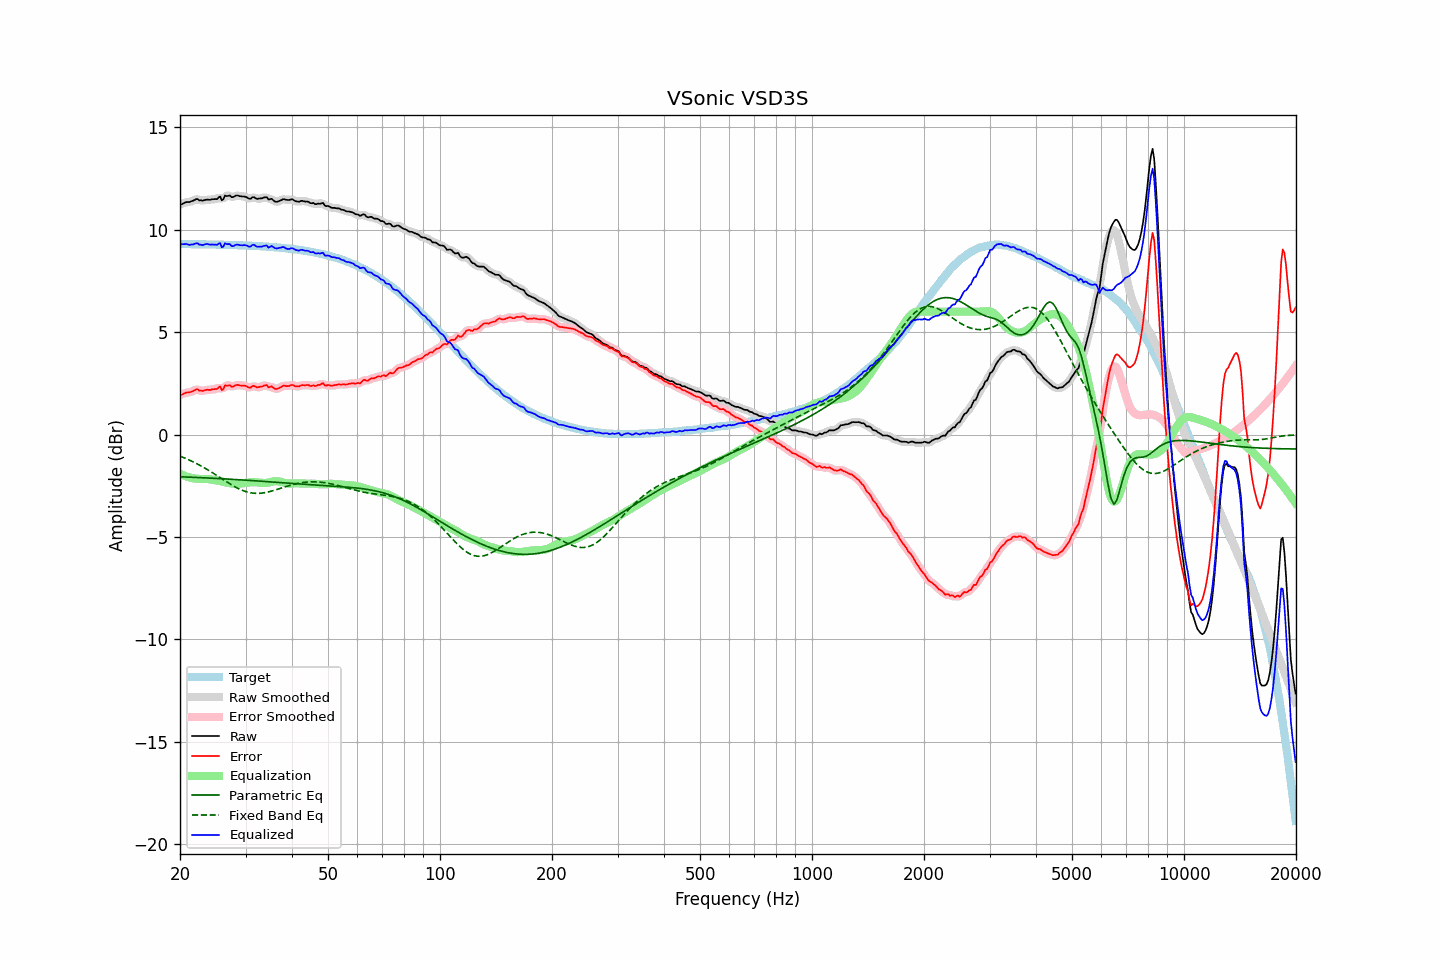 VSonic VSD3S
Amplitude (dBr)
15
10
5
0
−5
−10
−15
−20
Target
Raw Smoothed
Error Smoothed
Raw
Error
Equalization
Parametric Eq
Fixed Band Eq
Equalized
20 50 100 200 500 1000 2000 5000 10000 20000
Frequency (Hz)